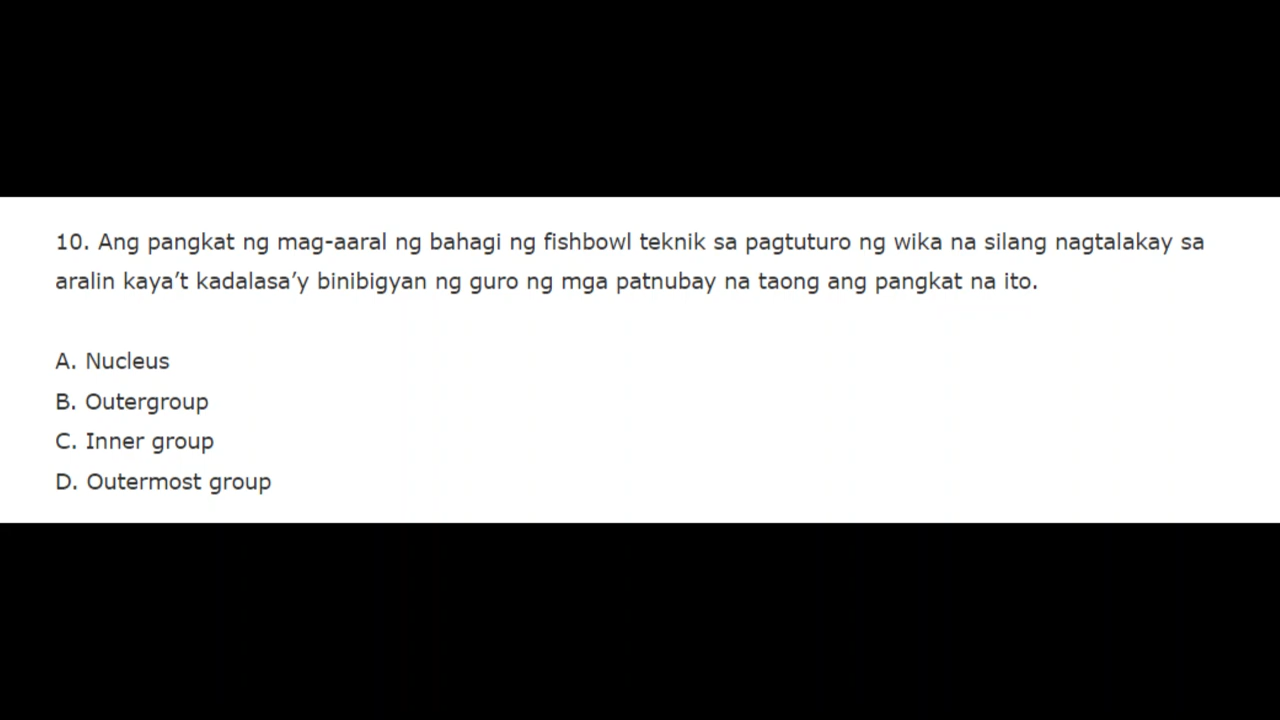 10. Ang pangkat ng mag-aaral ng bahagi ng fishbowl teknik sa pagtuturo ng wika na silang nagtalakay sa
aralin kaya’t kadalasa’y binibigyan ng guro ng mga patnubay na taong ang pangkat na ito.
A. Nucleus
B. Outergroup
C. Inner group
D. Outermost group